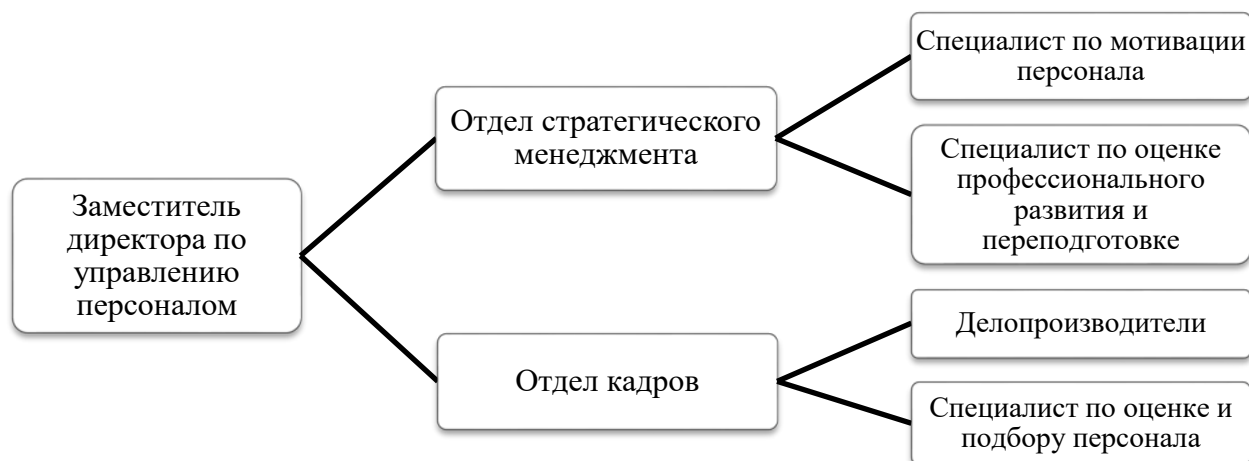 Заместитель
директора по
управлению
персоналом
Отдел стратегического
менеджмента
Отдел кадров
Специалист по мотивации
персонала
Специалист по оценке
профессионального
развития и
переподготовке
Делопроизводители
Специалист по оценке и
подбору персонала